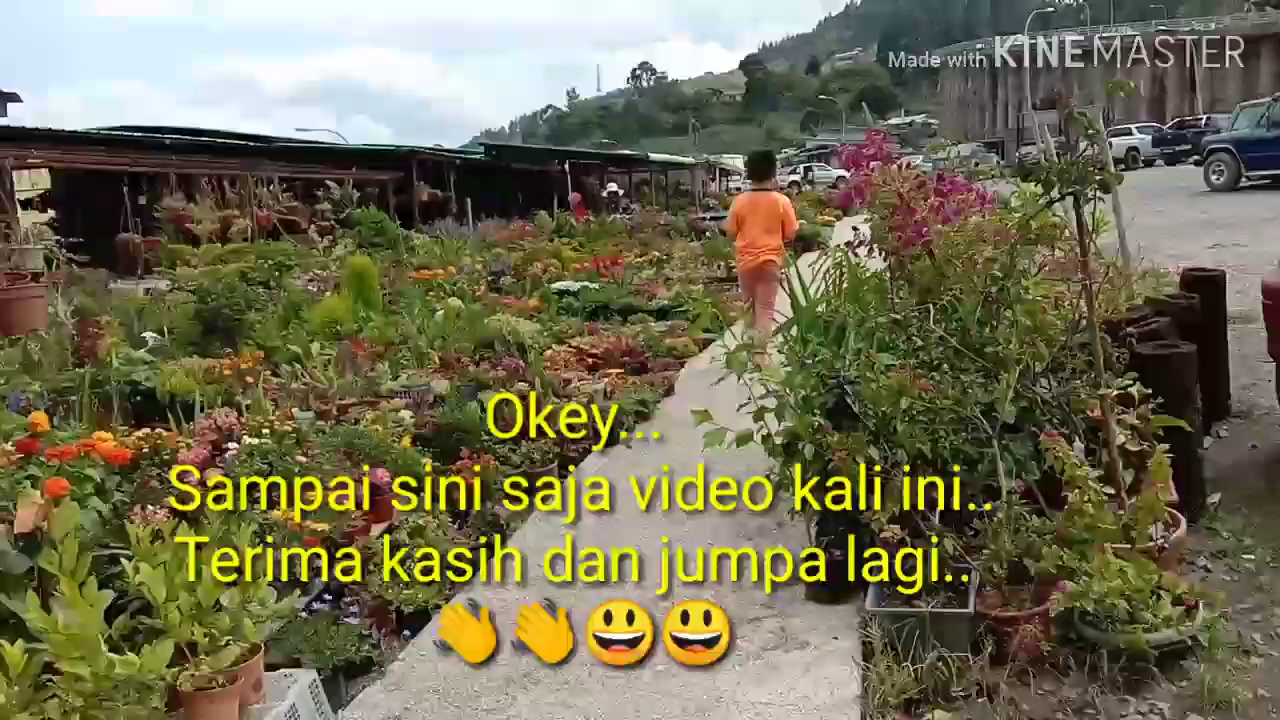 Made with KINEMASTER
Okey...
Sampai sini saja video kali ini..
Terima kasih dan jumpa lagi..
👋👋😃😃